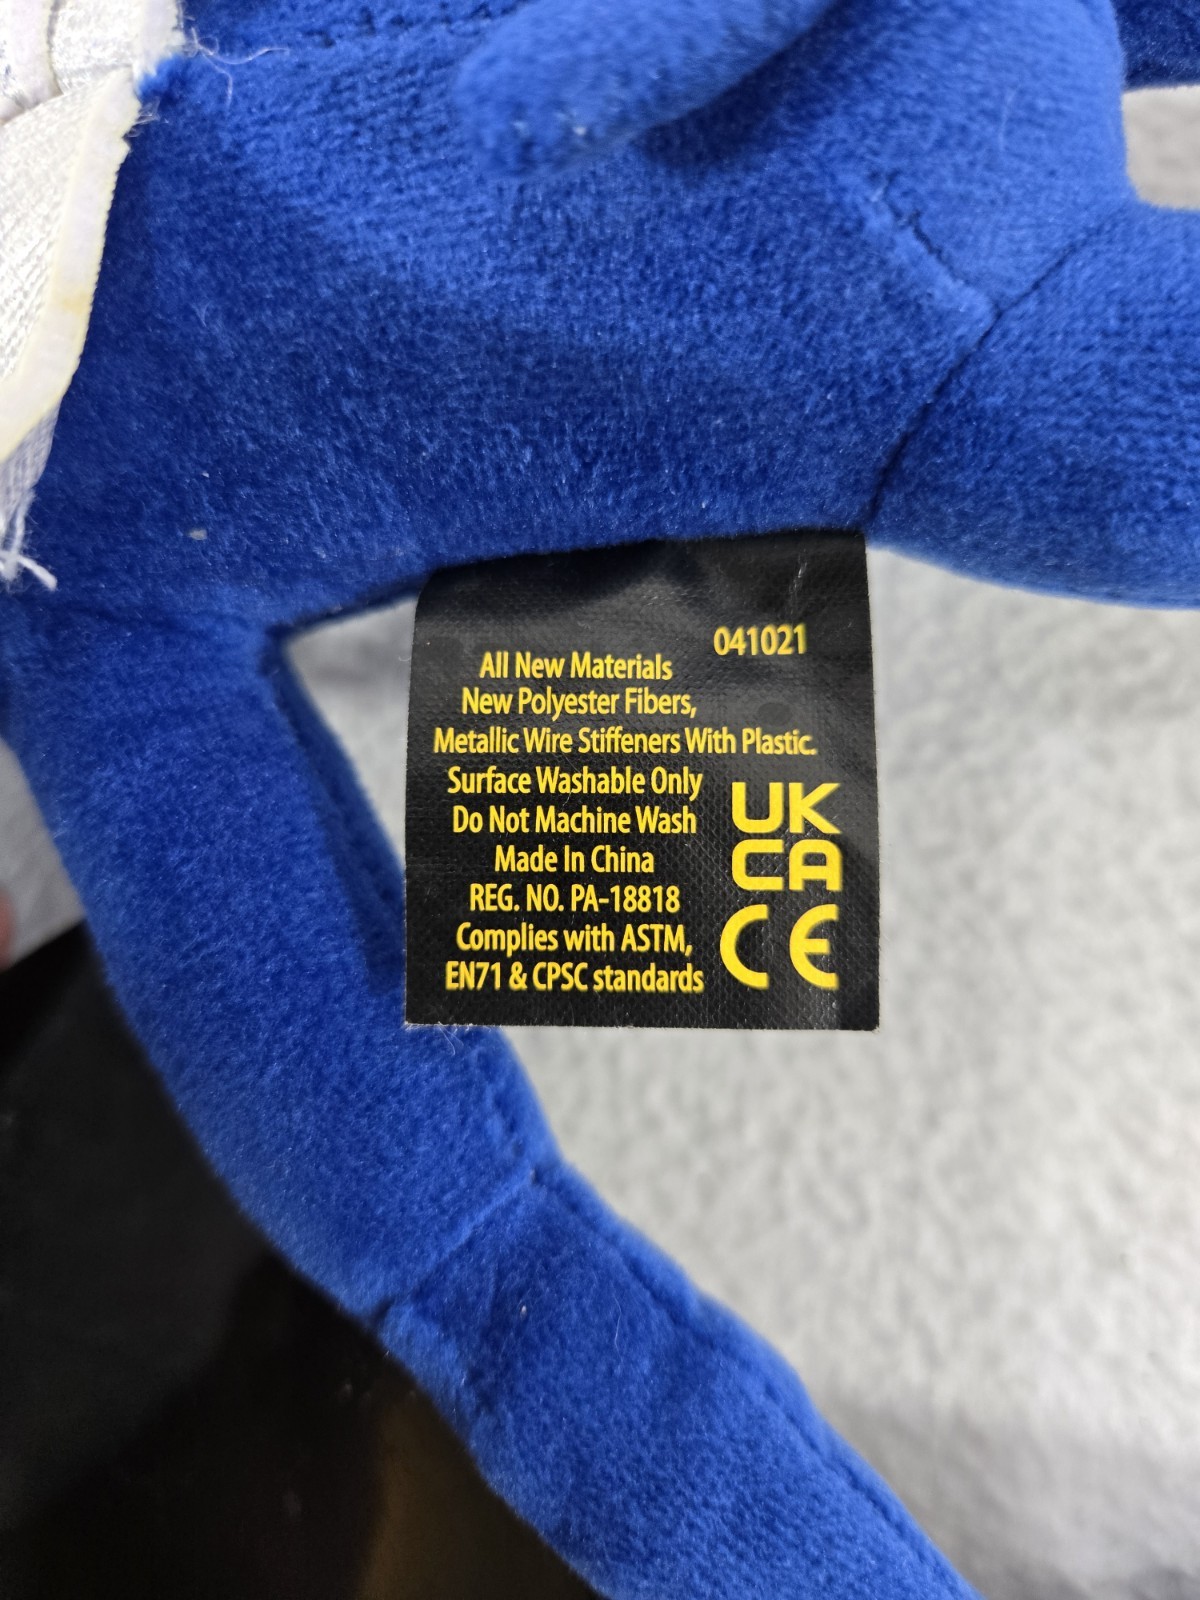 041021
All New Materials
New Polyester Fibers,
Metallic Wire Stiffeners With Plastic.
Surface Washable Only
Do Not Machine Wash
Made In China
REG. NO. PA-18818
Complies with ASTM,
EN71 & CPSC standards
UK
CA
CE